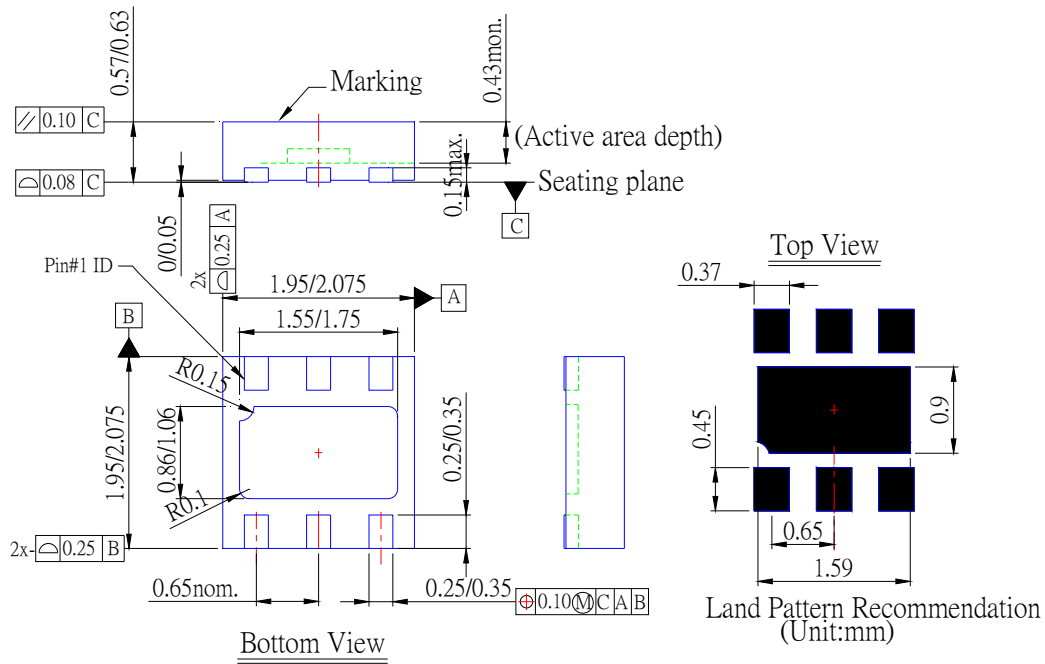 0.57/0.63
Marking
0.43mon.
// 0.10 C
(Active area depth)
0.15max.
⌓ 0.08 C
Seating plane
C
0/0.05
2x ⌓ 0.25 A
Pin#1 ID
1.95/2.075
A
B
1.55/1.75
R0.15
1.95/2.075
0.86/1.06
R0.1
0.25/0.35
2x- ⌓ 0.25 B
0.65nom.
0.25/0.35
⌖ 0.10 Ⓜ C A B
Bottom View
Top View
0.37
0.9
0.45
0.65
1.59
Land Pattern Recommendation
(Unit:mm)